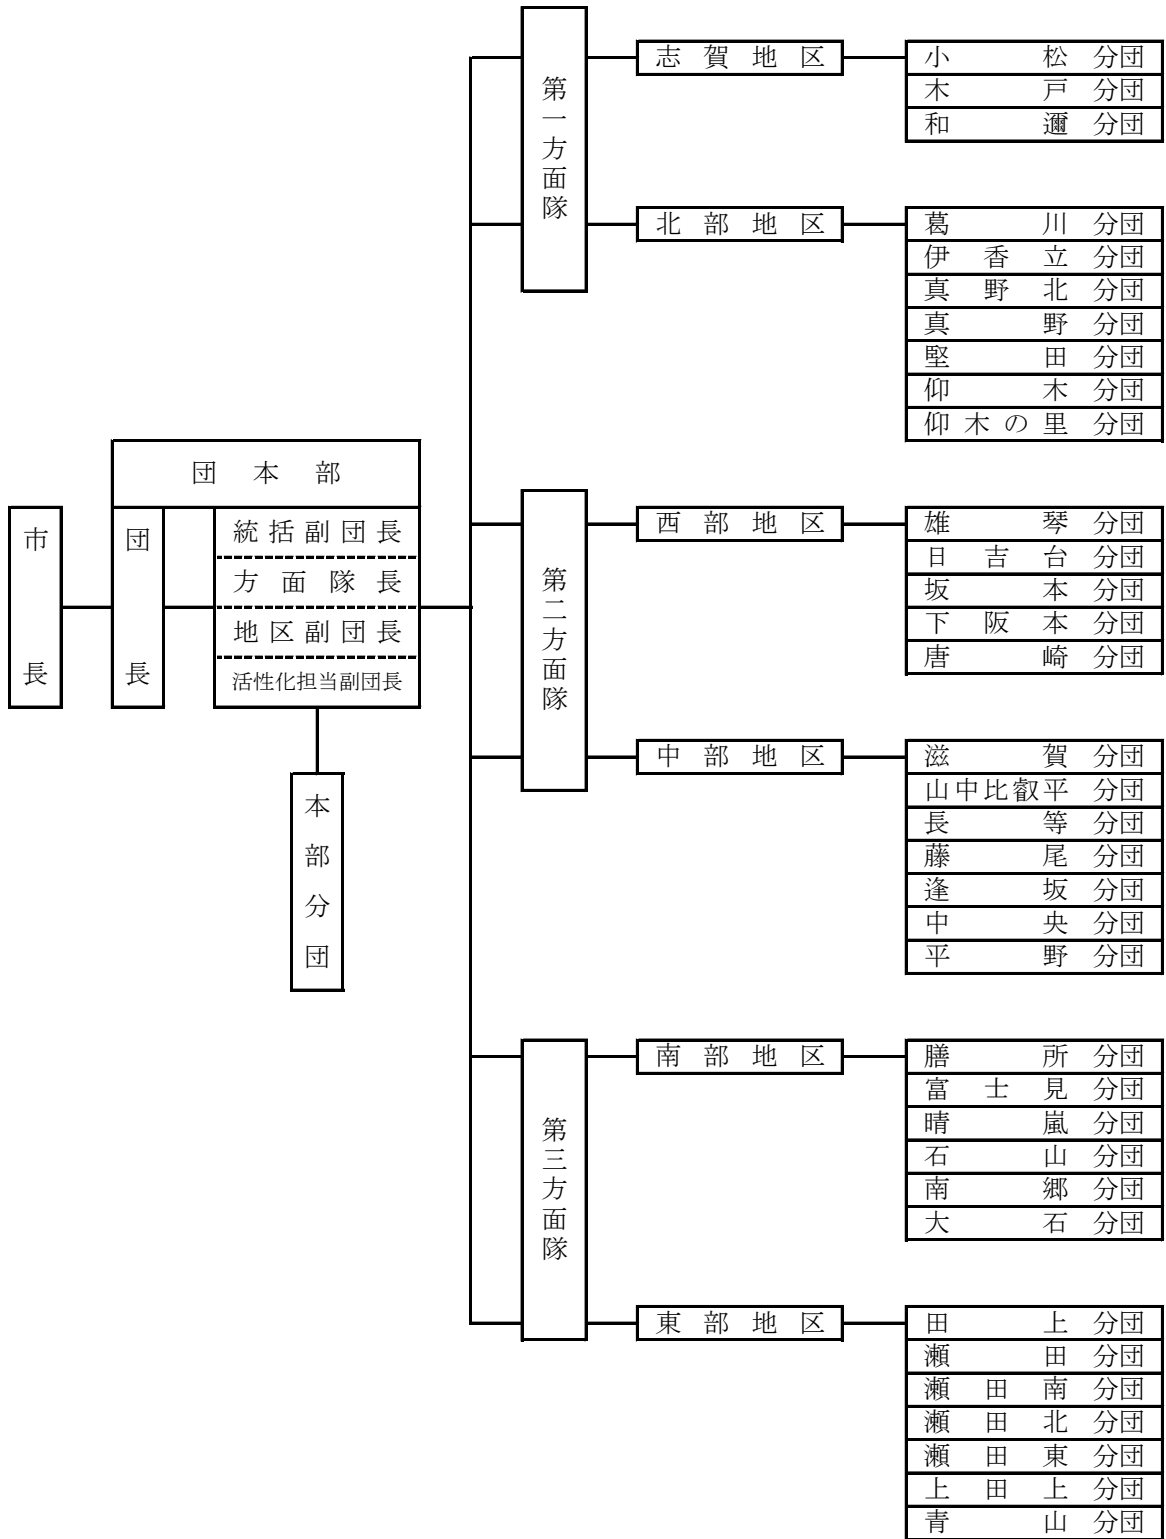 市長
団本部
団長
統括副団長
方面隊長
地区副団長
活性化担当副団長
本部分団
第一方面隊
志賀地区
小松分団
木戸分団
和邇分団
北部地区
葛川分団
伊香立分団
真野北分団
真野分団
堅田分団
仰木分団
仰木の里分団
第二方面隊
西部地区
雄琴分団
日吉台分団
坂本分団
下阪本分団
唐崎分団
中部地区
滋賀分団
山中比叡平分団
長等分団
藤尾分団
逢坂分団
中央分団
平野分団
第三方面隊
南部地区
膳所分団
富士見分団
晴嵐分団
石山分団
南郷分団
大石分団
東部地区
田上分団
瀬田分団
瀬田南分団
瀬田北分団
瀬田東分団
上田上分団
青山分団